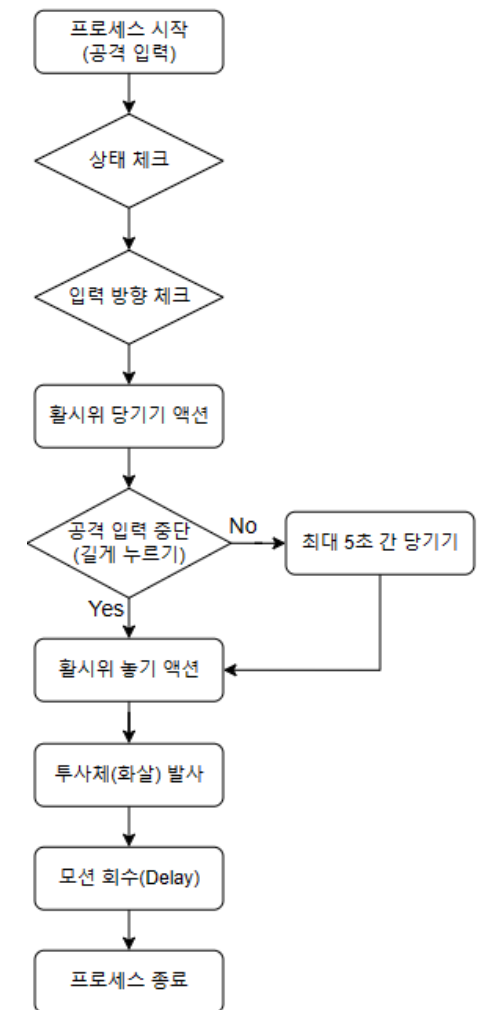 프로세스 시작
(공격 입력)
상태 체크
입력 방향 체크
활시위 당기기 액션
공격 입력 중단
(길게 누르기)
No
최대 5초 간 당기기
Yes
활시위 놓기 액션
투사체(화살) 발사
모션 회수(Delay)
프로세스 종료